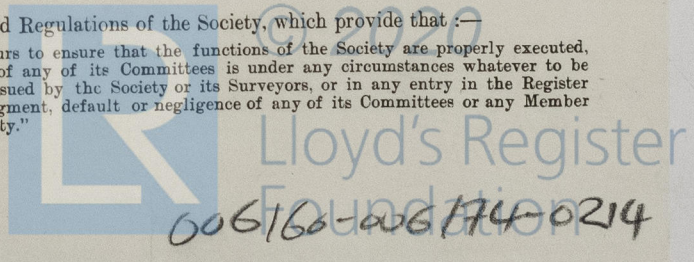 d Regulations of the Society, which provide that :—
urs to ensure that the functions of the Society are properly executed,
of any of its Committees is under any circumstances whatever to be
sued by the Society or its Surveyors, or in any entry in the Register
gment, default or negligence of any of its Committees or any Member
ty."
© 2020
LR
Lloyd's Register
Foundation
006166-006174-0214